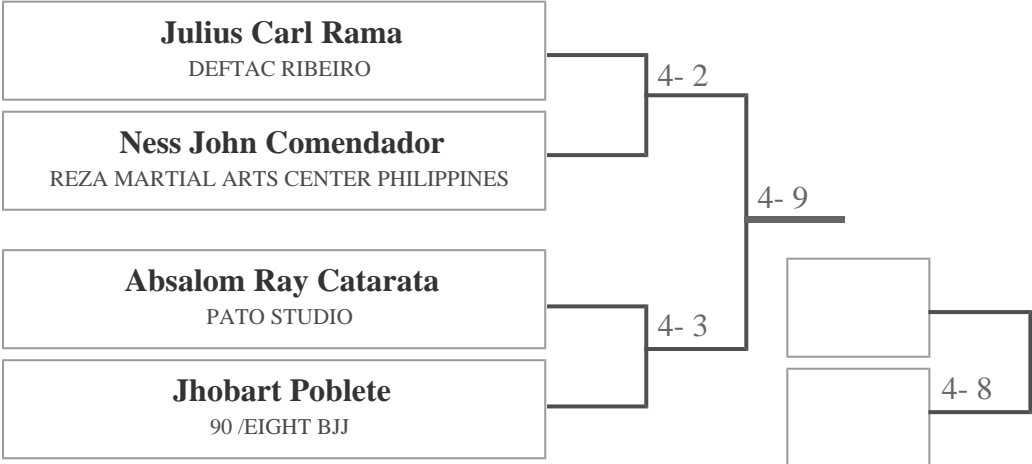 Julius Carl Rama
DEFTAC RIBEIRO
4- 2
Ness John Comendador
REZA MARTIAL ARTS CENTER PHILIPPINES
4- 9
Absalom Ray Catarata
PATO STUDIO
4- 3
Jhobart Poblete
90 /EIGHT BJJ
4- 8